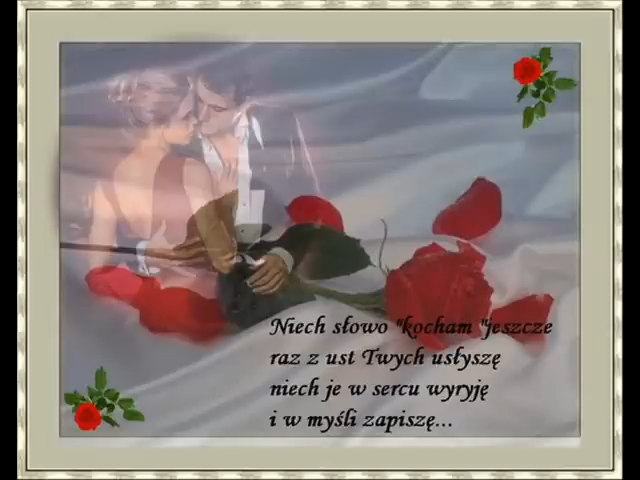 Niech słowo "kocham "jeszcze
raz z ust Twych usłyszę
niech je w sercu wyryję
i w myśli zapiszę...